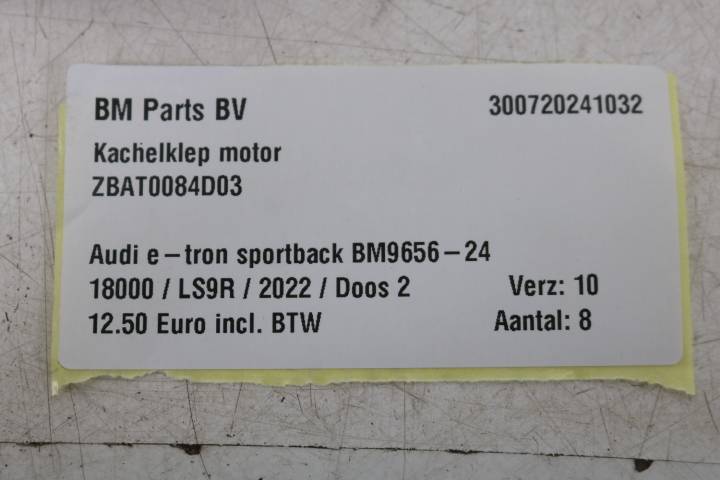 BM Parts BV 300720241032
Kachelklep motor
ZBAT0084D03
Audi e-tron sportback BM9656-24
18000 / LS9R / 2022 / Doos 2 Verz: 10
12.50 Euro incl. BTW Aantal: 8